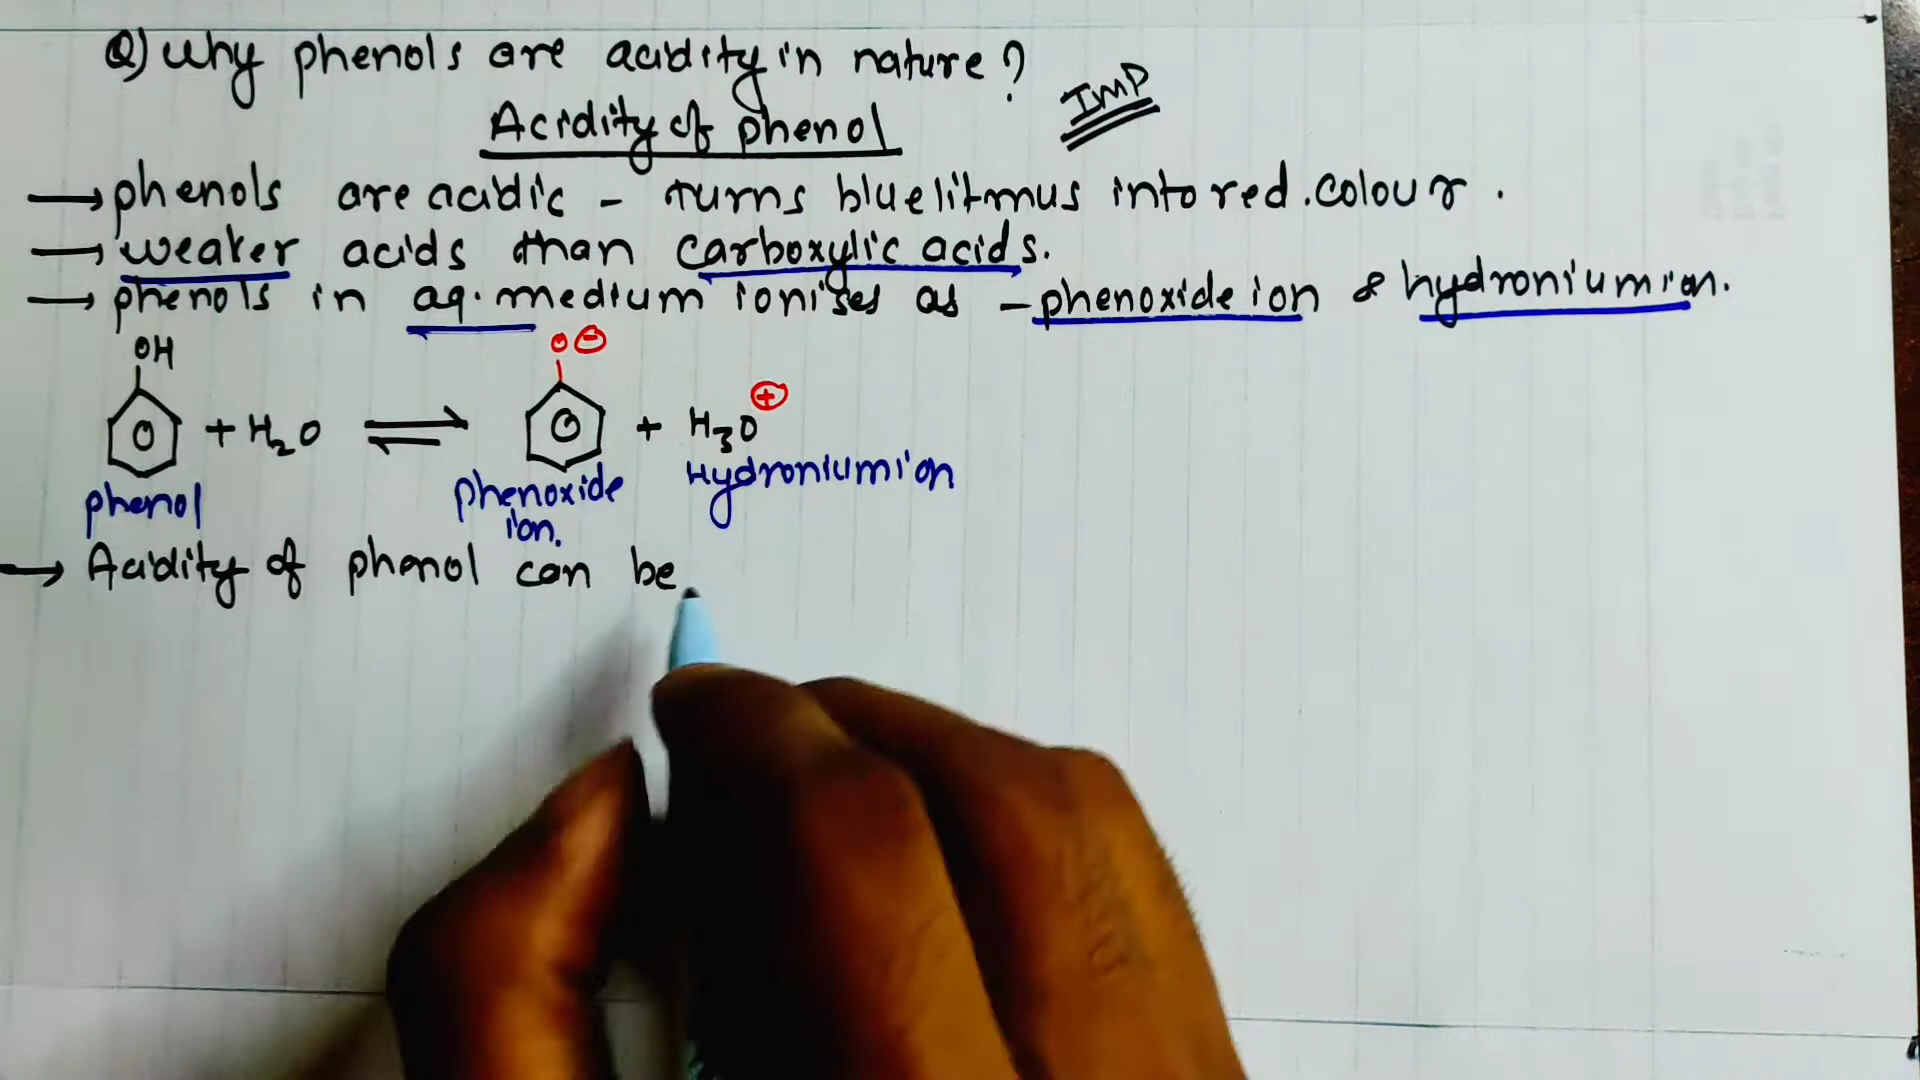 Q) Why phenols are acidity in nature?
IMP
Acidity of phenol
→ phenols are acidic - turns blue litmus into red.colour.
→ weaker acids than carboxylic acids.
→ phenols in aq. medium ionises as - phenoxide ion & hydronium ion.
OH O⊖
+ H2O ⇌ + H3O⊕
phenol phenoxide ion. Hydronium ion
→ Acidity of phenol can be